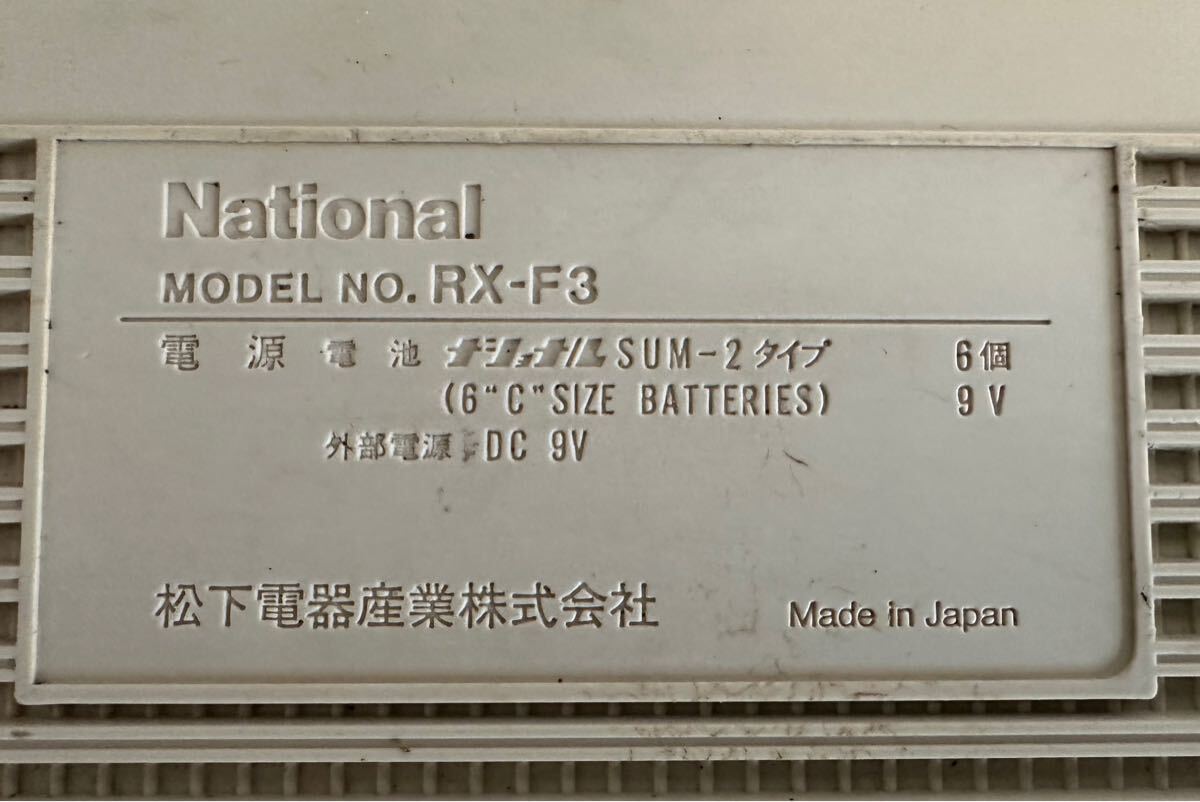 National
MODEL NO. RX-F3
電源 電池 ナショナル SUM-2タイプ 6個
(6 "C" SIZE BATTERIES) 9V
外部電源 DC 9V
松下電器産業株式会社 Made in Japan